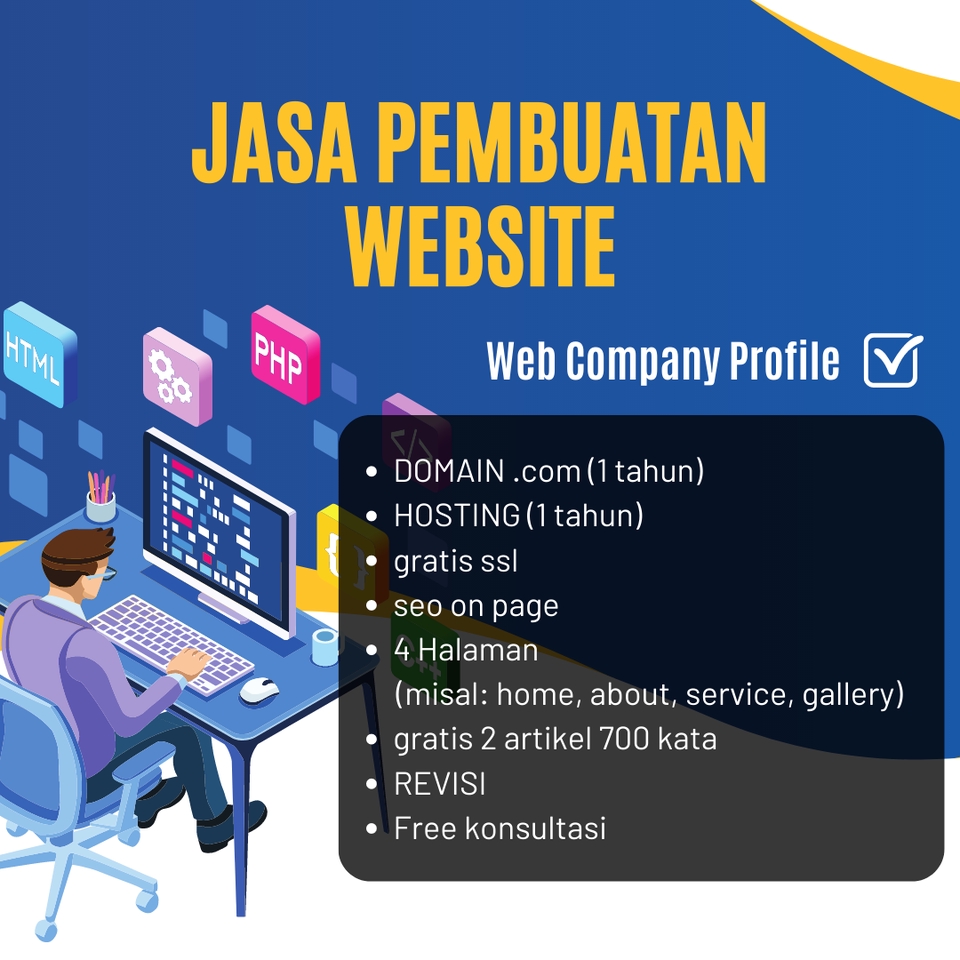 JASA PEMBUATAN
WEBSITE
HTML
PHP
Web Company Profile
</>
{ }
C++
• DOMAIN .com (1 tahun)
• HOSTING (1 tahun)
• gratis ssl
• seo on page
• 4 Halaman
(misal: home, about, service, gallery)
• gratis 2 artikel 700 kata
• REVISI
• Free konsultasi